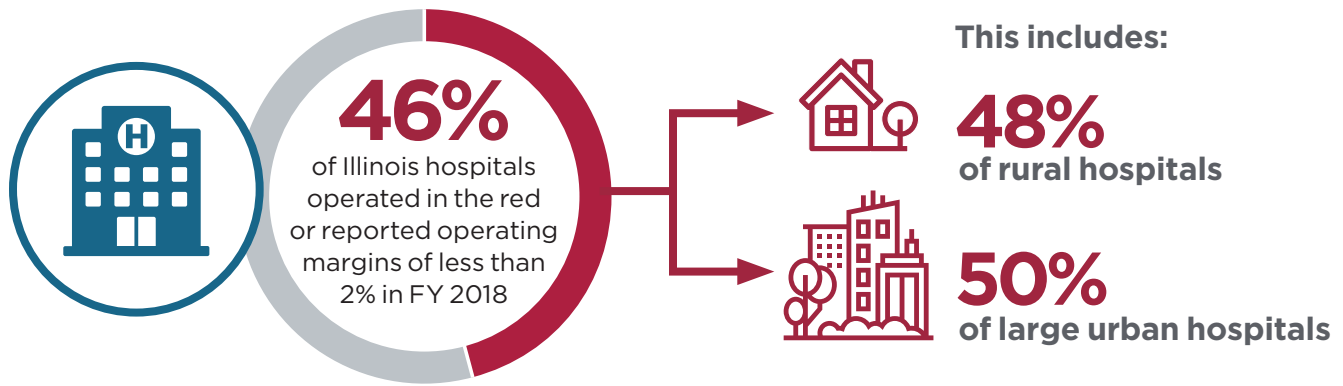 H
46%
of Illinois hospitals
operated in the red
or reported operating
margins of less than
2% in FY 2018
This includes:
48%
of rural hospitals
50%
of large urban hospitals